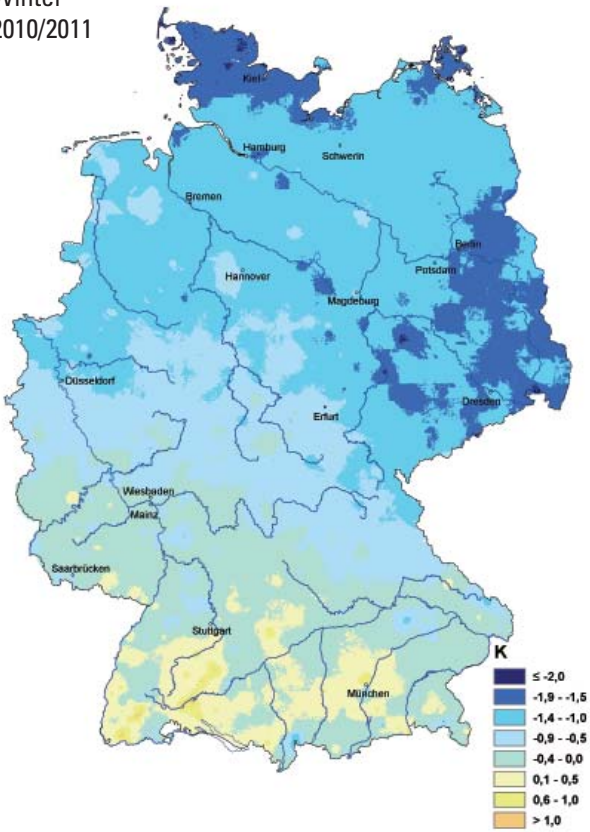 Winter
2010/2011
Kiel
Hamburg
Schwerin
Bremen
Berlin
Potsdam
Hannover
Magdeburg
Düsseldorf
Dresden
Erfurt
Wiesbaden
Mainz
Saarbrücken
Stuttgart
München
K
≤ -2,0
-1,9 - -1,5
-1,4 - -1,0
-0,9 - -0,5
-0,4 - 0,0
0,1 - 0,5
0,6 - 1,0
> 1,0